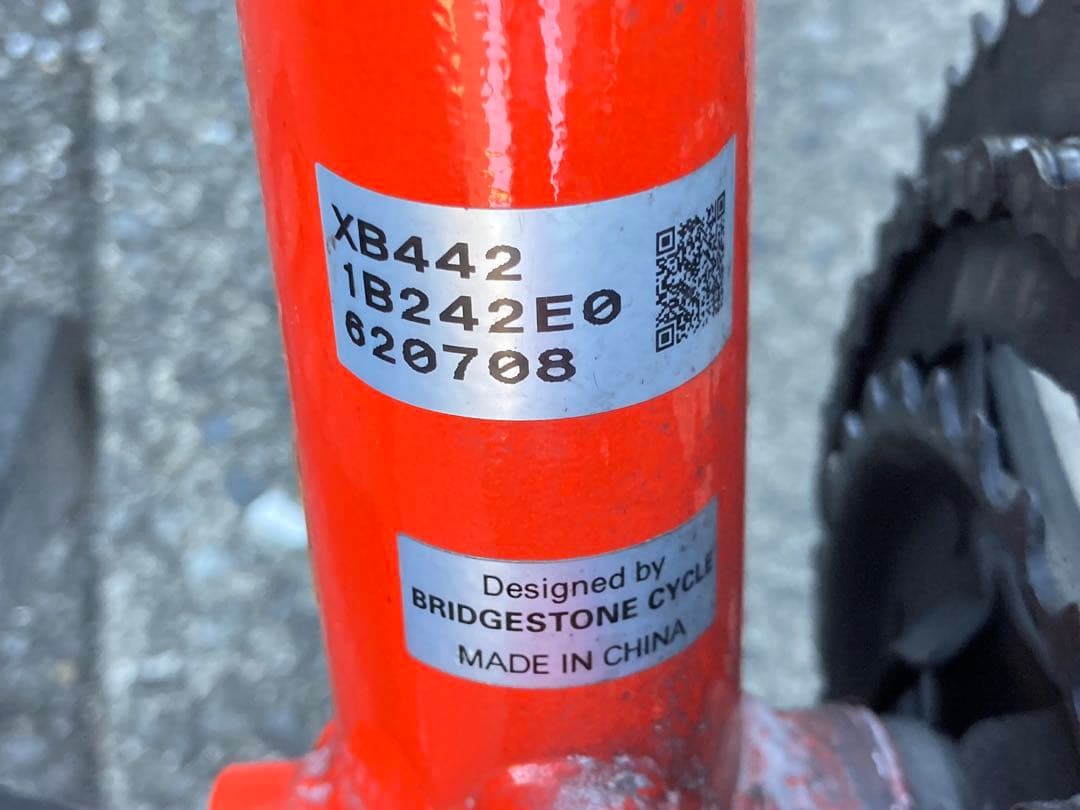 XB442
1B242E0
620708
Designed by
BRIDGESTONE CYCLE
MADE IN CHINA